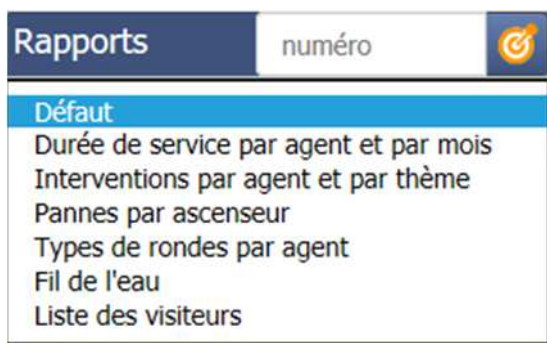 Rapports numéro
Défaut
Durée de service par agent et par mois
Interventions par agent et par thème
Pannes par ascenseur
Types de rondes par agent
Fil de l'eau
Liste des visiteurs